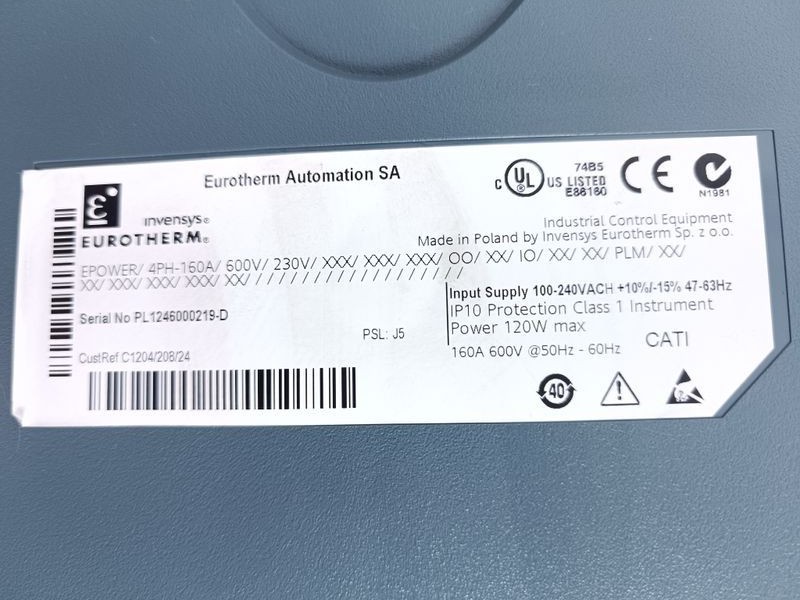 Eurotherm Automation SA
invensys®
EUROTHERM®
C UL US LISTED
74B5
E86160
CE
N1981
Industrial Control Equipment
Made in Poland by Invensys Eurotherm Sp. z o.o.
EPOWER/ 4PH-160A/ 600V/ 230V/ XXX/ XXX/ XXX/ OO/ XX/ IO/ XX/ XX/ PLM/ XX/
XX/ XXX/ XXX/ XX/ XX/ / / / / / / / / / / / / / / / / / /
Input Supply 100-240VACH +10%/-15% 47-63Hz
Serial No PL1246000219-D
IP10 Protection Class 1 Instrument
PSL: J5
Power 120W max
CustRef C1204/208/24
160A 600V @50Hz - 60Hz
CATI
40